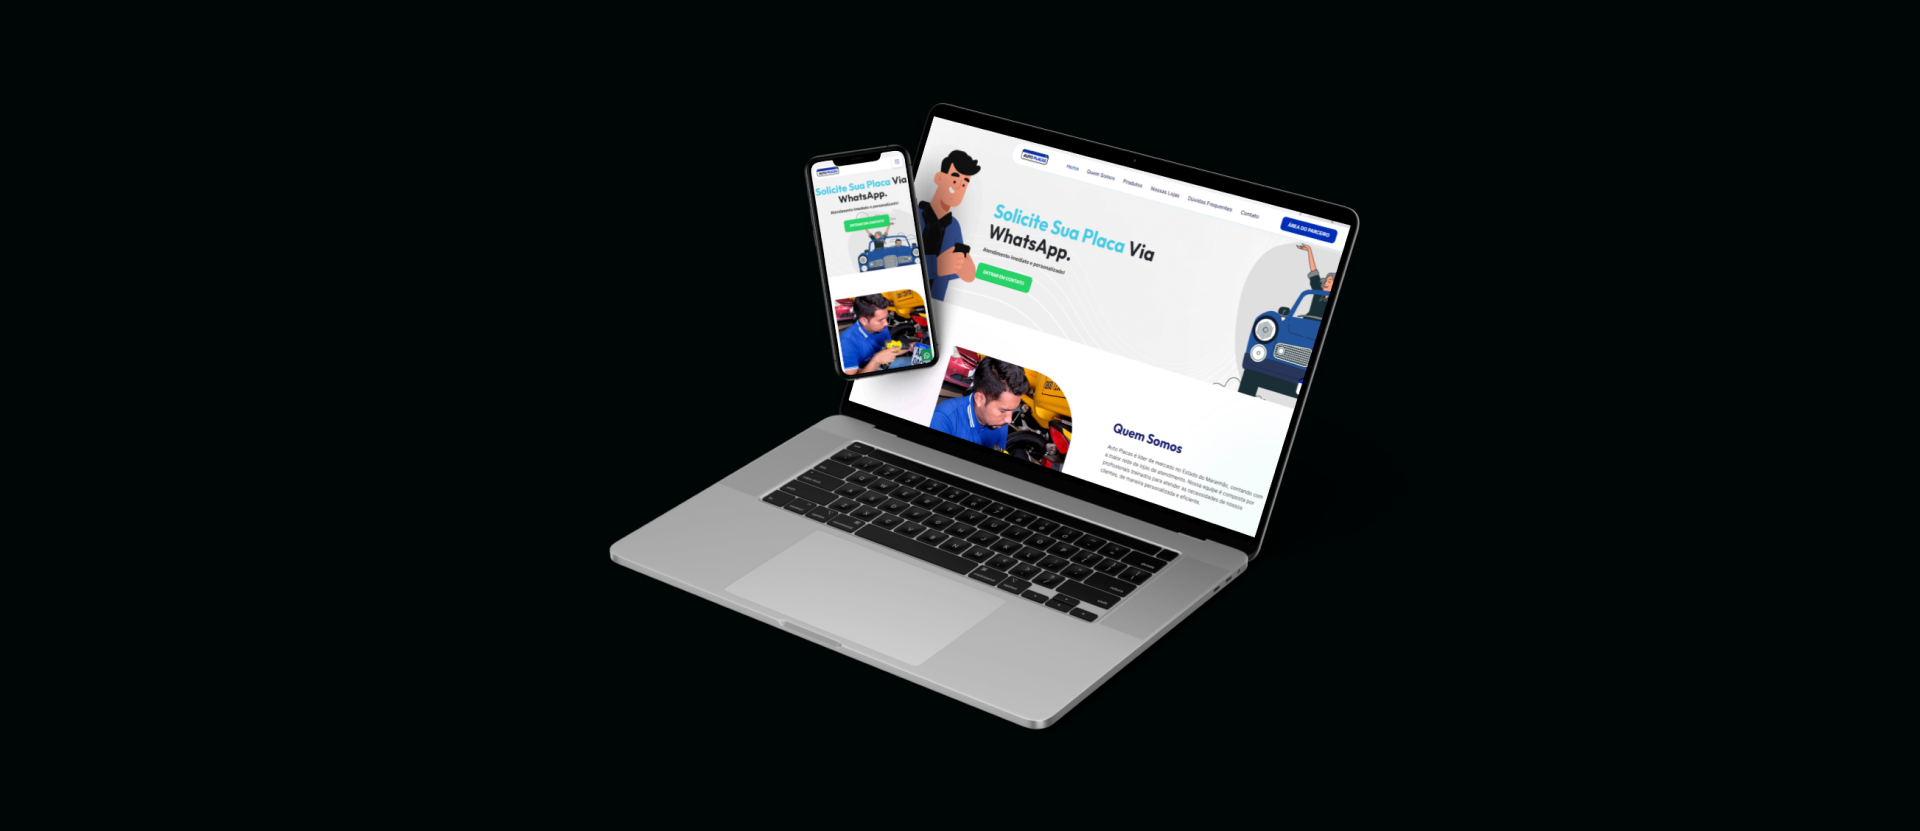 AUTO PLACAS
Solicite Sua Placa Via
WhatsApp.
Atendimento imediato e personalizado!
ENTRAR EM CONTATO
AUTO PLACAS
Home
Quem Somos
Produtos
Nossas Lojas
Dúvidas Frequentes
Contato
ÁREA DO PARCEIRO
Solicite Sua Placa Via
WhatsApp.
Atendimento imediato e personalizado!
ENTRAR EM CONTATO
Quem Somos
Auto Placas é líder de mercado no Estado do Maranhão, contando com
a maior rede de lojas de atendimento. Nossa equipe é composta por
profissionais treinados para atender as necessidades de nossos
clientes, de maneira personalizada e eficiente.